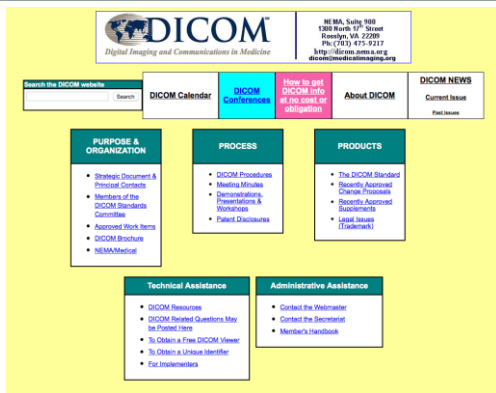 DICOM
Digital Imaging and Communications in Medicine
NEMA, Suite 900
1300 North 17th Street
Rosslyn, VA 22209
Ph:(703) 475-9217
http://dicom.nema.org
dicom@medicalimaging.org
Search the DICOM website
Search
DICOM Calendar
DICOM
Conferences
How to get
DICOM info
at no cost or
obligation
About DICOM
DICOM NEWS
Current Issue
Past Issues
PURPOSE &
ORGANIZATION
Strategic Document &
Principal Contacts
Members of the
DICOM Standards
Committee
Approved Work Items
DICOM Brochure
NEMA/Medical
PROCESS
DICOM Procedures
Meeting Minutes
Demonstrations,
Presentations &
Workshops
Patent Disclosures
PRODUCTS
The DICOM Standard
Recently Approved
Change Proposals
Recently Approved
Supplements
Legal Issues
(Trademark)
Technical Assistance
DICOM Resources
DICOM Related Questions May
be Posted Here
To Obtain a Free DICOM Viewer
To Obtain a Unique Identifier
For Implementers
Administrative Assistance
Contact the Webmaster
Contact the Secretariat
Member's Handbook